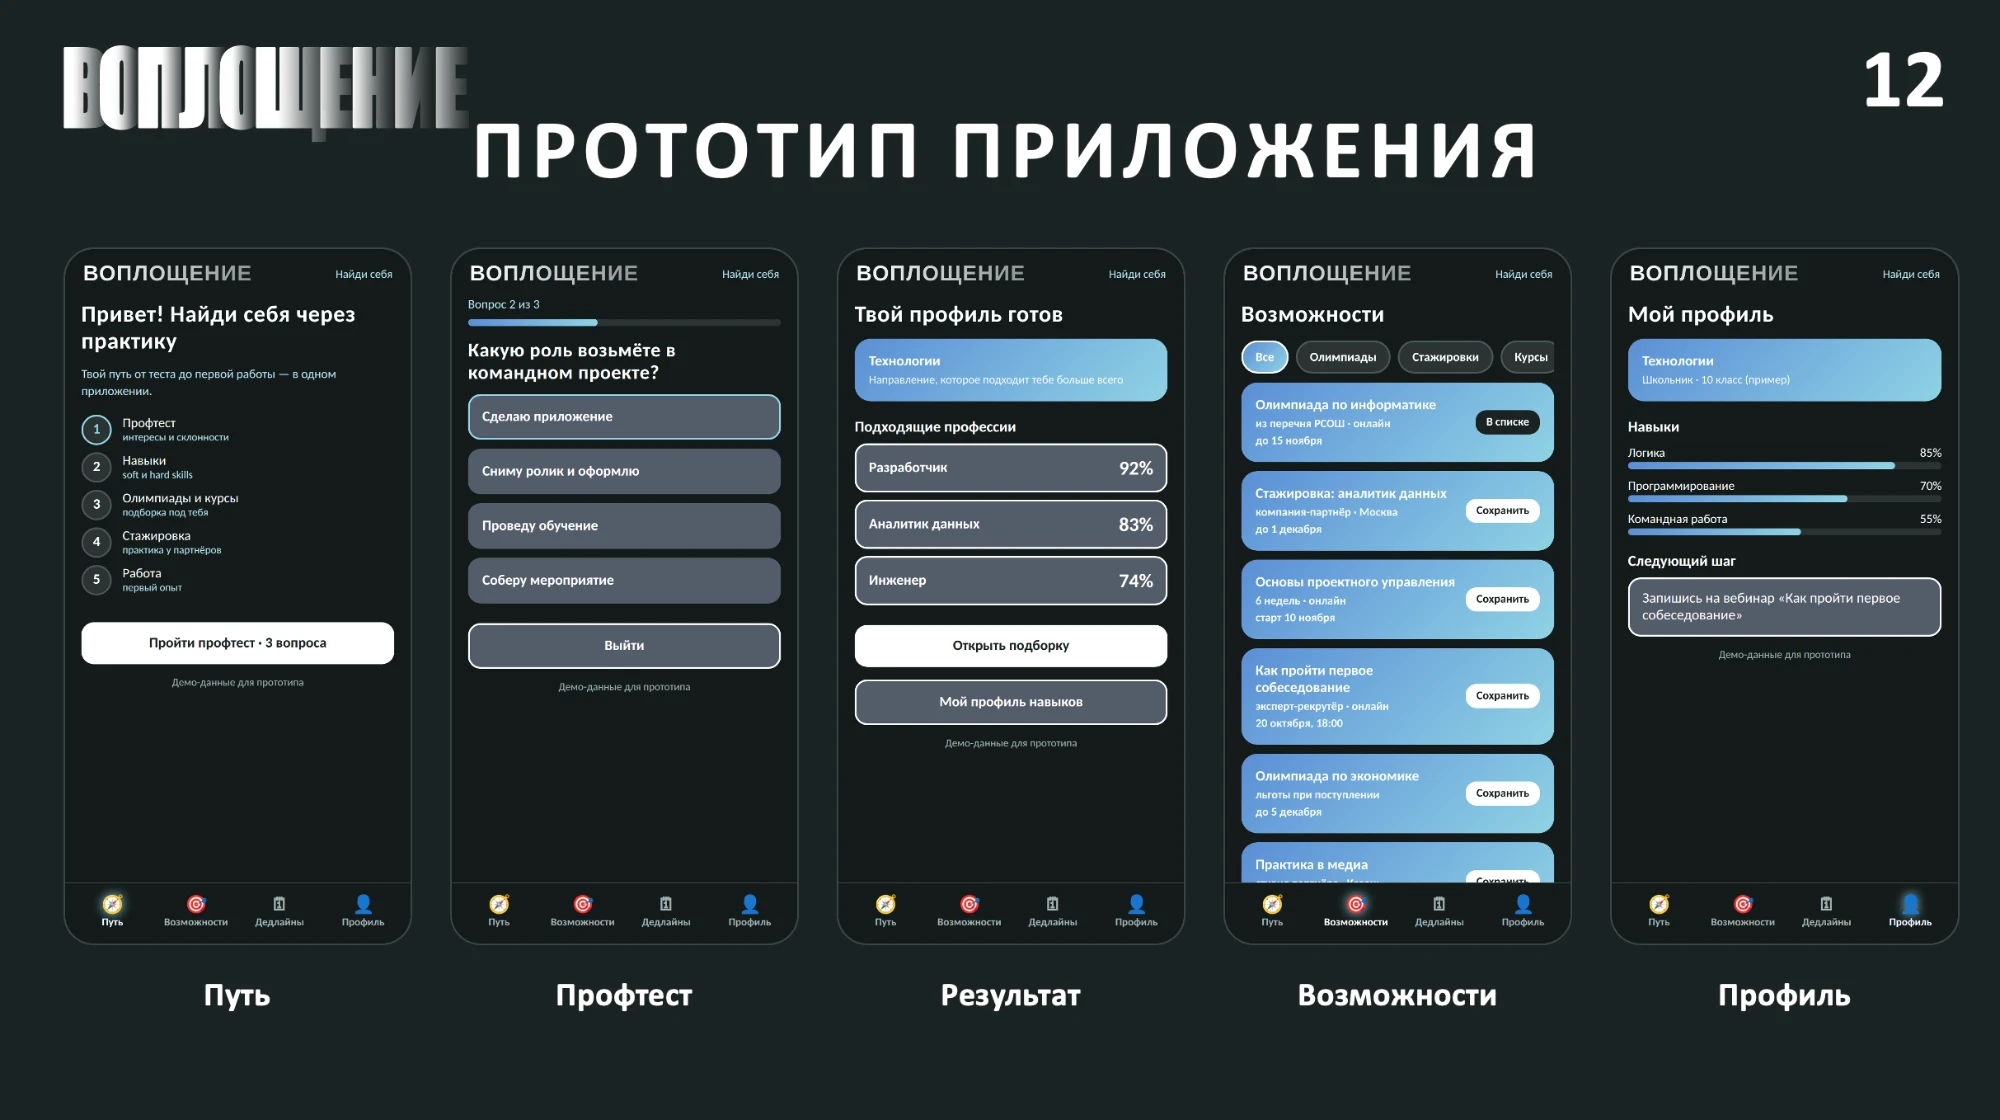 ВОПЛОЩЕНИЕ
12
ПРОТОТИП ПРИЛОЖЕНИЯ
ВОПЛОЩЕНИЕ
Найди себя
Привет! Найди себя через
практику
Твой путь от теста до первой работы — в одном
приложении.
1
Профтест
интересы и склонности
2
Навыки
soft и hard skills
3
Олимпиады и курсы
подборка под тебя
4
Стажировка
практика у партнёров
5
Работа
первый опыт
Пройти профтест · 3 вопроса
Демо-данные для прототипа
Путь
Возможности
Дедлайны
Профиль
Путь
ВОПЛОЩЕНИЕ
Найди себя
Вопрос 2 из 3
Какую роль возьмёте в
командном проекте?
Сделаю приложение
Сниму ролик и оформлю
Проведу обучение
Соберу мероприятие
Выйти
Демо-данные для прототипа
Путь
Возможности
Дедлайны
Профиль
Профтест
ВОПЛОЩЕНИЕ
Найди себя
Твой профиль готов
Технологии
Направление, которое подходит тебе больше всего
Подходящие профессии
Разработчик
92%
Аналитик данных
83%
Инженер
74%
Открыть подборку
Мой профиль навыков
Демо-данные для прототипа
Путь
Возможности
Дедлайны
Профиль
Результат
ВОПЛОЩЕНИЕ
Найди себя
Возможности
Все
Олимпиады
Стажировки
Курсы
Олимпиада по информатике
из перечня РСОШ · онлайн
до 15 ноября
В списке
Стажировка: аналитик данных
компания-партнёр · Москва
до 1 декабря
Сохранить
Основы проектного управления
6 недель · онлайн
старт 10 ноября
Сохранить
Как пройти первое
собеседование
эксперт-рекрутёр · онлайн
20 октября, 18:00
Сохранить
Олимпиада по экономике
льготы при поступлении
до 5 декабря
Сохранить
Практика в медиа
Сохранить
Путь
Возможности
Дедлайны
Профиль
Возможности
ВОПЛОЩЕНИЕ
Найди себя
Мой профиль
Технологии
Школьник · 10 класс (пример)
Навыки
Логика
85%
Программирование
70%
Командная работа
55%
Следующий шаг
Запишись на вебинар «Как пройти первое
собеседование»
Демо-данные для прототипа
Путь
Возможности
Дедлайны
Профиль
Профиль